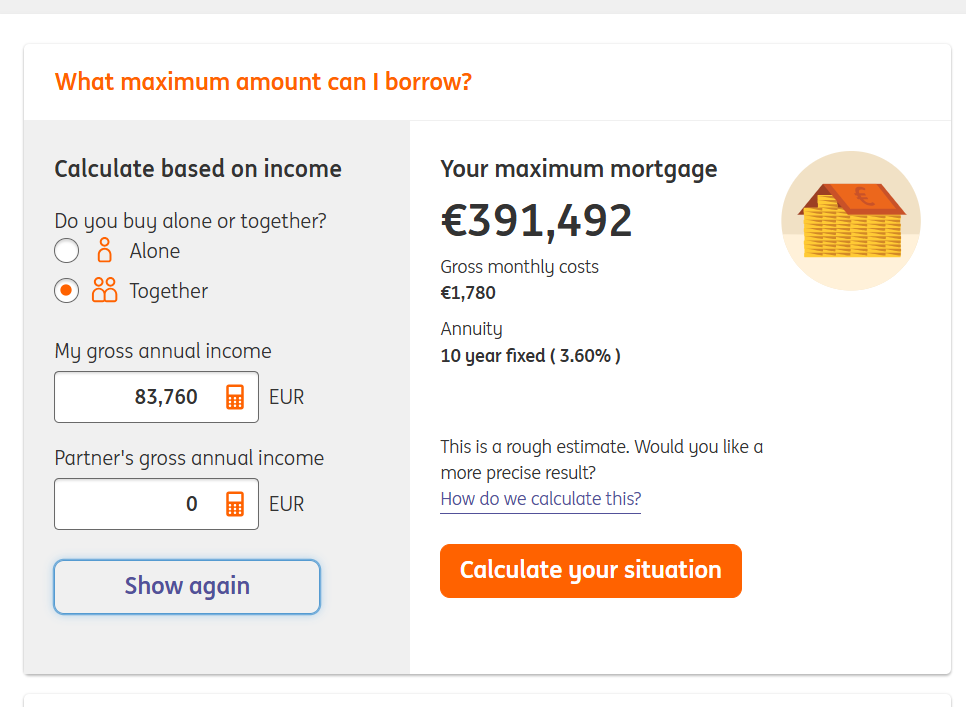 What maximum amount can I borrow?
Calculate based on income
Do you buy alone or together?
Alone
Together
My gross annual income
83,760 EUR
Partner's gross annual income
0 EUR
Show again
Your maximum mortgage
€391,492
Gross monthly costs
€1,780
Annuity
10 year fixed ( 3.60% )
This is a rough estimate. Would you like a
more precise result?
How do we calculate this?
Calculate your situation
€